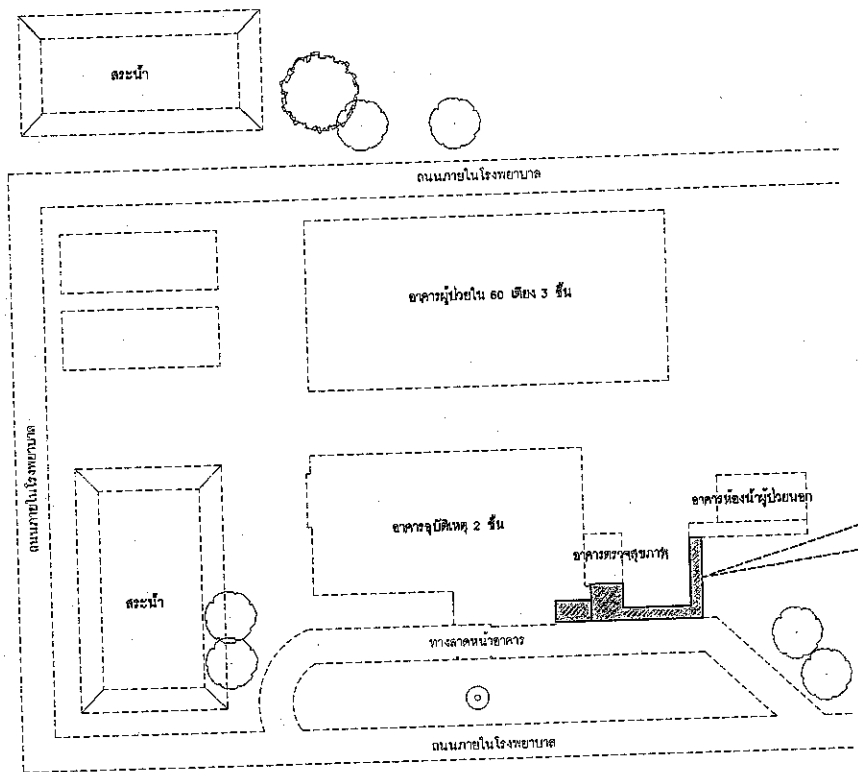 สระน้ำ
ถนนภายในโรงพยาบาล
อาคารผู้ป่วยใน 60 เตียง 3 ชั้น
ถนนภายในโรงพยาบาล
อาคารห้องน้ำผู้ป่วยนอก
อาคารอุบัติเหตุ 2 ชั้น
อาคารตรวจสุขภาพ
สระน้ำ
ทางลาดหน้าอาคาร
ถนนภายในโรงพยาบาล